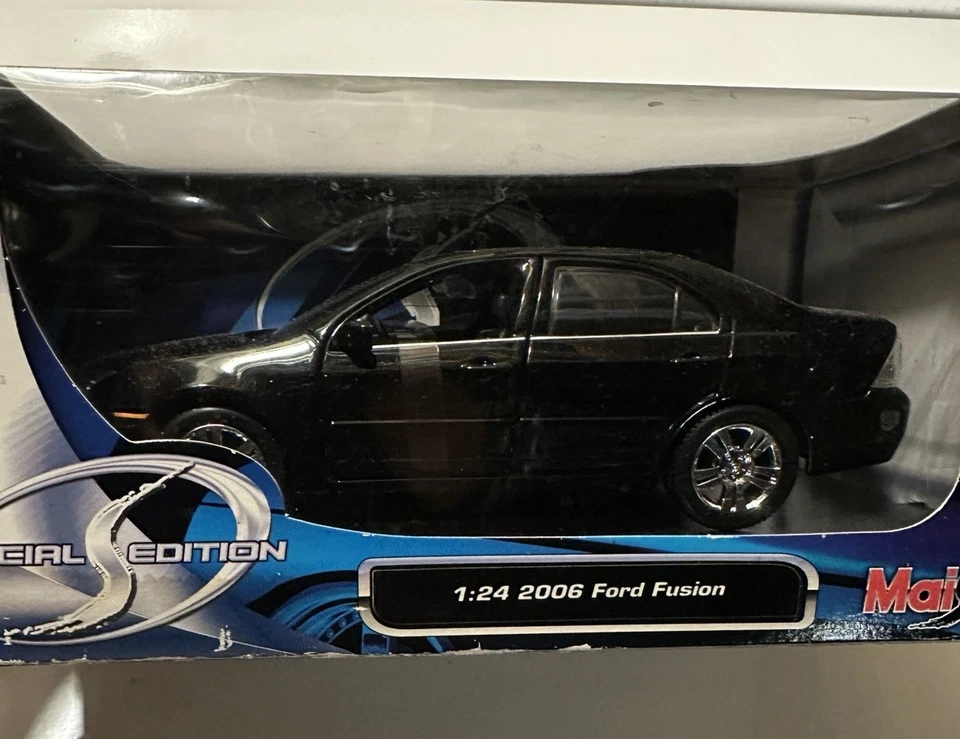 CIAL EDITION
1:24 2006 Ford Fusion
Mai